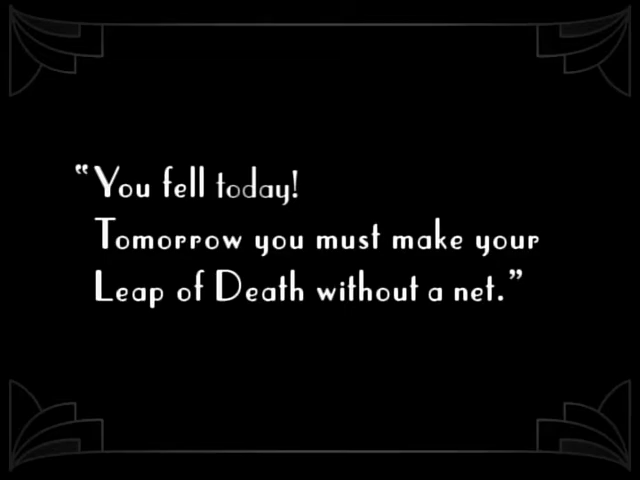 “You fell today!
Tomorrow you must make your
Leap of Death without a net.”